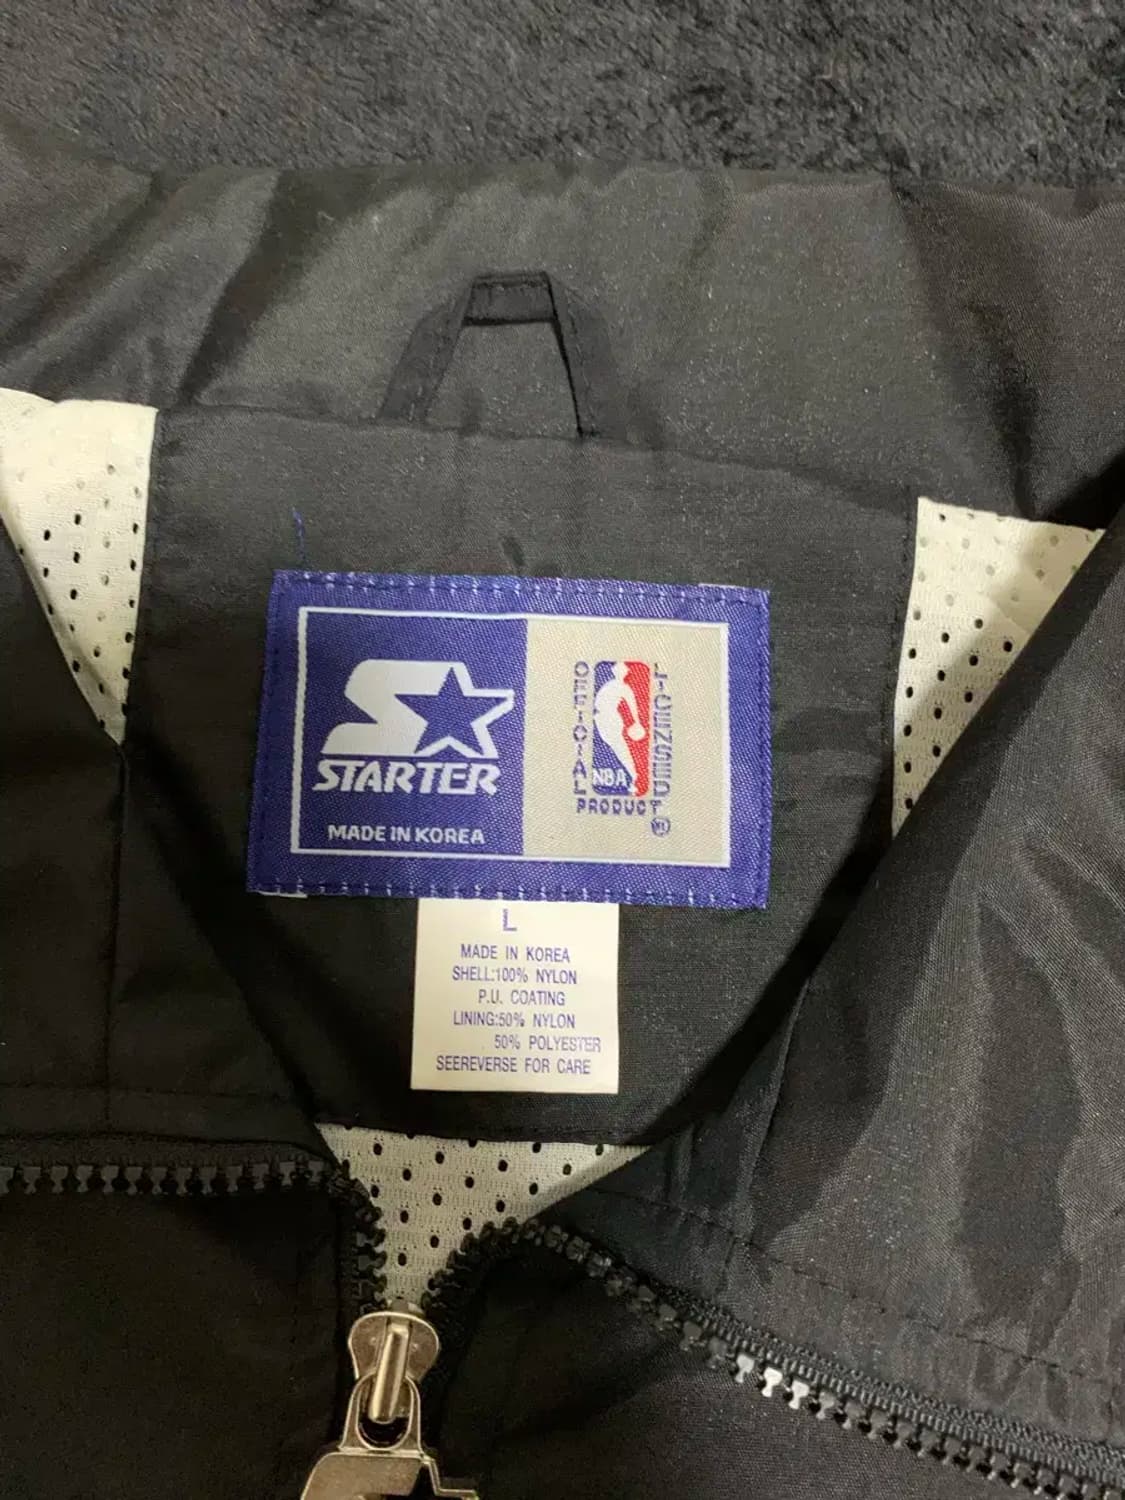 STARTER
MADE IN KOREA
OFFICIAL
LICENSED
NBA
PRODUCT
L
MADE IN KOREA
SHELL:100% NYLON
P.U. COATING
LINING:50% NYLON
50% POLYESTER
SEEREVERSE FOR CARE